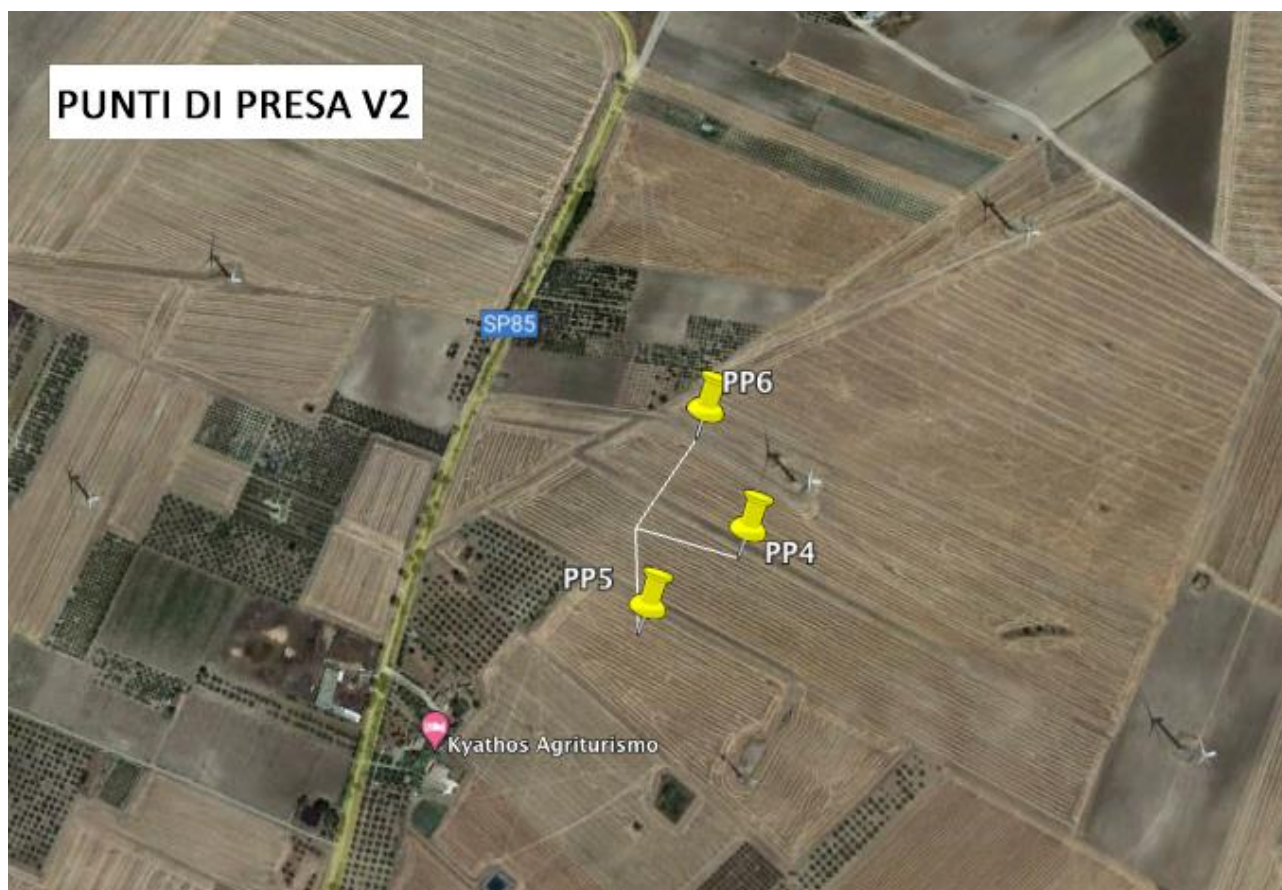 PUNTI DI PRESA V2
SP85
PP6
PP4
PP5
Kyathos Agriturismo